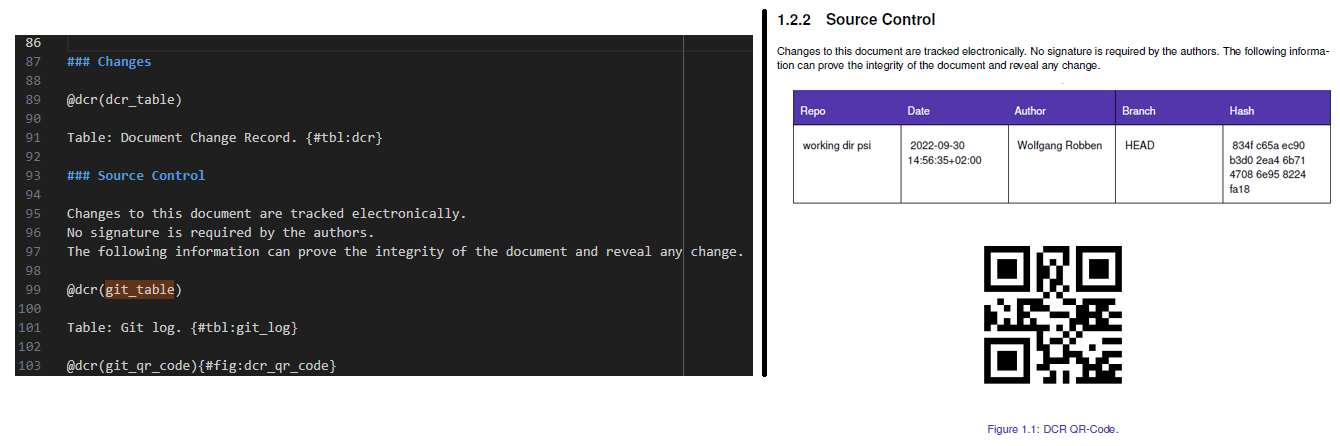 86
87 ### Changes
88
89 @dcr(dcr_table)
90
91 Table: Document Change Record. {#tbl:dcr}
92
93 ### Source Control
94
95 Changes to this document are tracked electronically.
96 No signature is required by the authors.
97 The following information can prove the integrity of the document and reveal any change.
98
99 @dcr(git_table)
100
101 Table: Git log. {#tbl:git_log}
102
103 @dcr(git_qr_code){#fig:dcr_qr_code}
1.2.2 Source Control
Changes to this document are tracked electronically. No signature is required by the authors. The following informa-
tion can prove the integrity of the document and reveal any change.
Repo Date Author Branch Hash
working dir psi 2022-09-30 Wolfgang Robben HEAD 834f c65a ec90
14:56:35+02:00 b3d0 2ea4 6b71
4708 6e95 8224
fa18
Figure 1.1: DCR QR-Code.